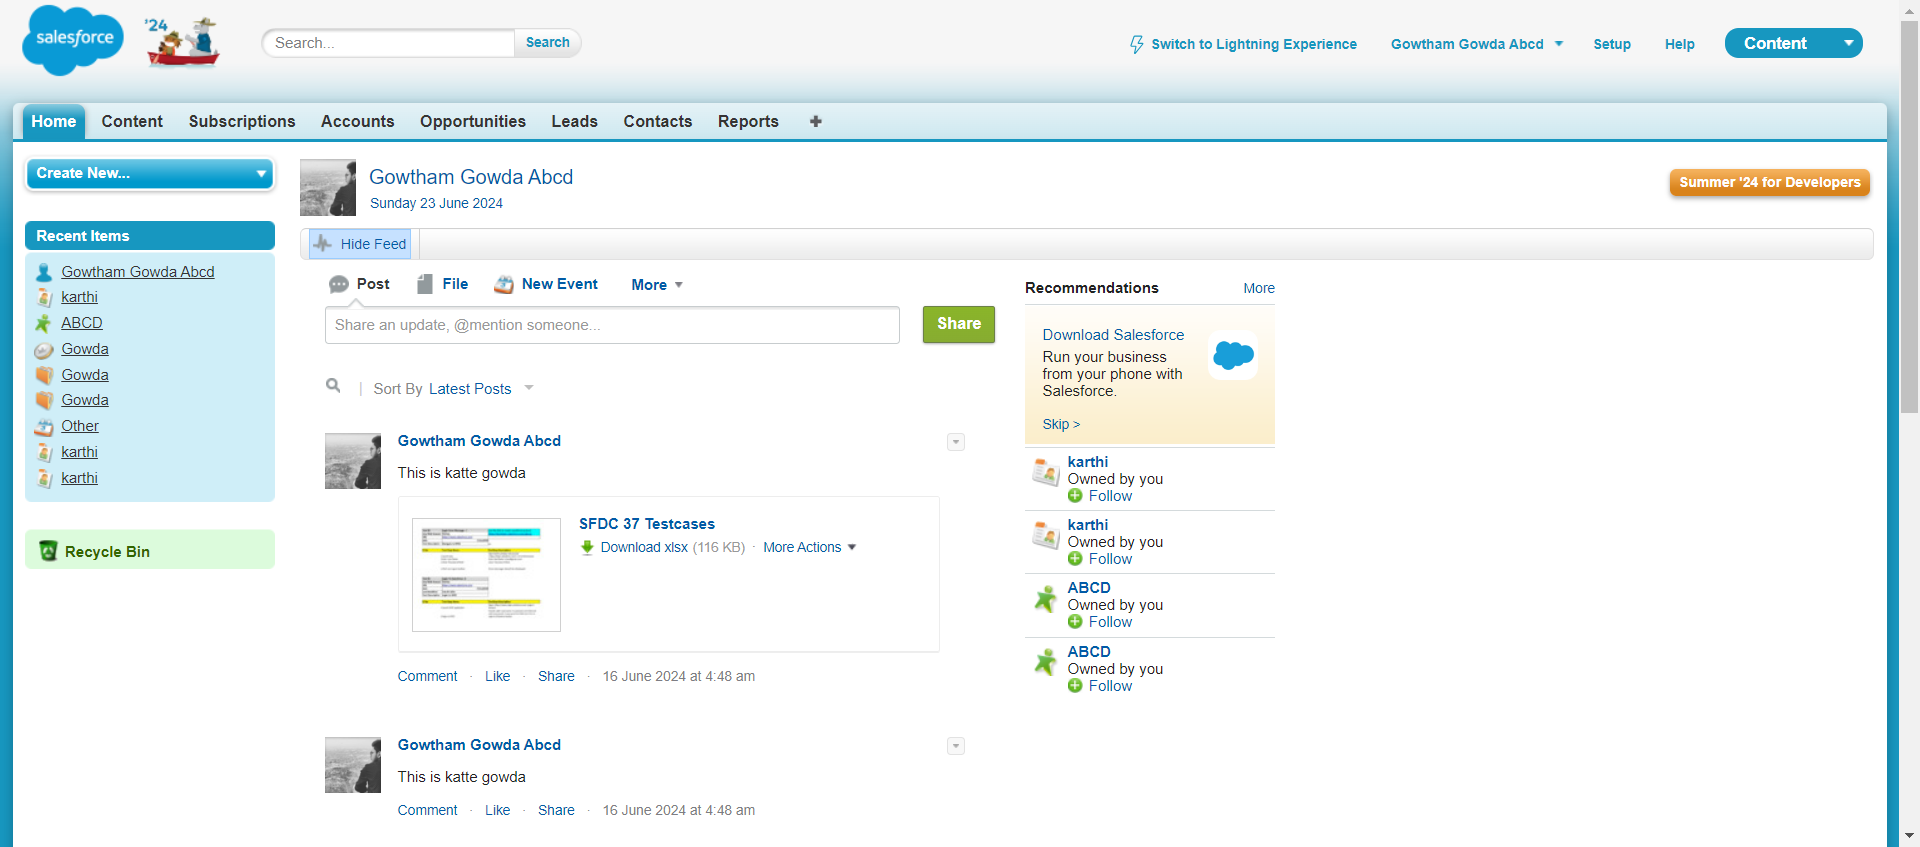 salesforce
'24
Search...
Search
Switch to Lightning Experience
Gowtham Gowda Abcd
Setup
Help
Content
Home
Content
Subscriptions
Accounts
Opportunities
Leads
Contacts
Reports
Create New...
Gowtham Gowda Abcd
Sunday 23 June 2024
Summer '24 for Developers
Recent Items
Gowtham Gowda Abcd
karthi
ABCD
Gowda
Gowda
Gowda
Other
karthi
karthi
Recycle Bin
Hide Feed
Post
File
New Event
More
Share an update, @mention someone...
Share
Sort By Latest Posts
Gowtham Gowda Abcd
This is katte gowda
SFDC 37 Testcases
Download xlsx (116 KB) · More Actions
Comment · Like · Share · 16 June 2024 at 4:48 am
Gowtham Gowda Abcd
This is katte gowda
Comment · Like · Share · 16 June 2024 at 4:48 am
Recommendations
More
Download Salesforce
Run your business
from your phone with
Salesforce.
Skip >
karthi
Owned by you
Follow
karthi
Owned by you
Follow
ABCD
Owned by you
Follow
ABCD
Owned by you
Follow